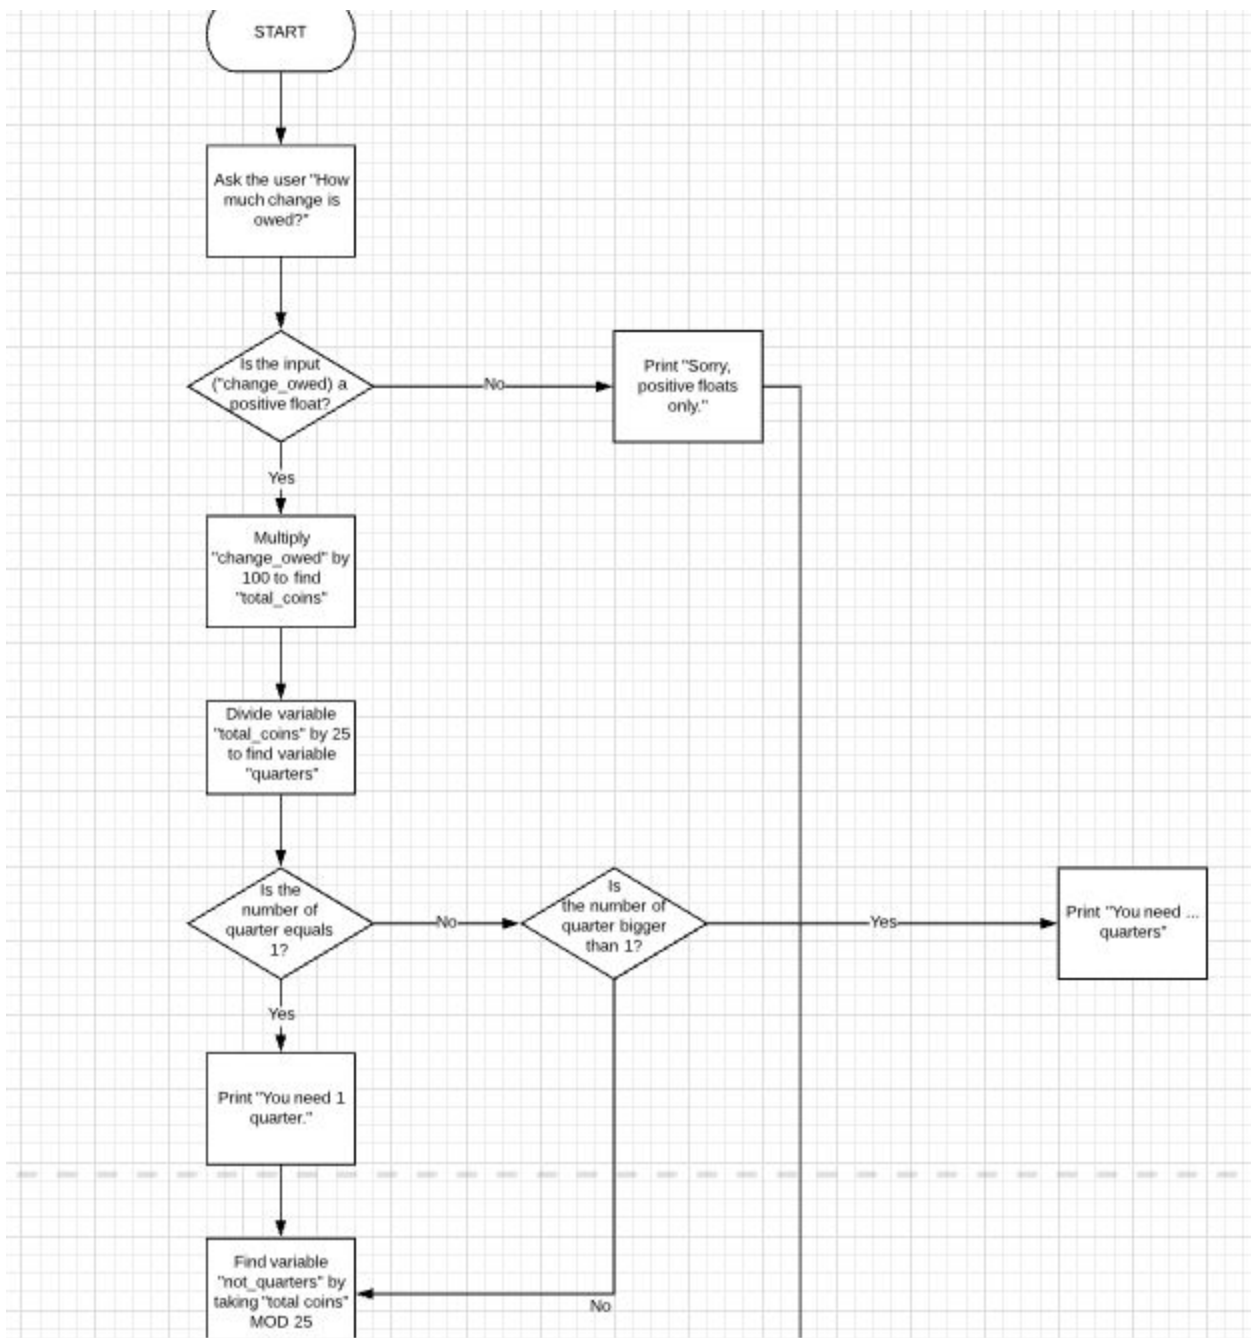 START
Ask the user "How
much change is
owed?"
Is the input
("change_owed) a
positive float?
No
Print "Sorry,
positive floats
only."
Yes
Multiply
"change_owed" by
100 to find
"total_coins"
Divide variable
"total_coins" by 25
to find variable
"quarters"
Is the
number of
quarter equals
1?
No
Is
the number of
quarter bigger
than 1?
Yes
Print "You need ...
quarters"
Yes
Print "You need 1
quarter."
Find variable
"not_quarters" by
taking "total coins"
MOD 25
No